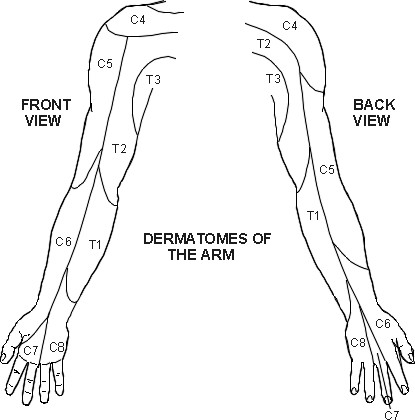 C4
C4
T2
C5
T3
T3
FRONT
VIEW
BACK
VIEW
T2
C5
T1
C6
T1
DERMATOMES OF
THE ARM
C6
C7
C8
C8
C7